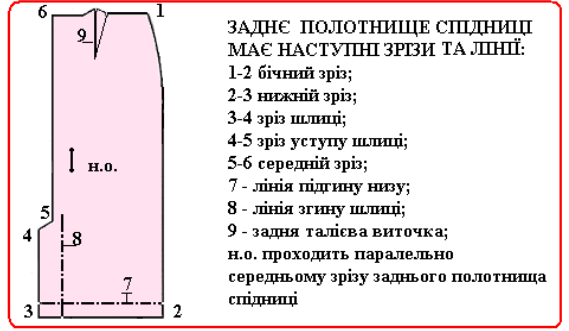 6
1
9
н.о.
5
4
8
7
3
2
ЗАДНЄ ПОЛОТНИЩЕ СПІДНИЦІ
МАЄ НАСТУПНІ ЗРІЗИ ТА ЛІНІЇ:
1-2 бічний зріз;
2-3 нижній зріз;
3-4 зріз шлиці;
4-5 зріз уступу шлиці;
5-6 середній зріз;
7 - лінія підгину низу;
8 - лінія згину шлиці;
9 - задня талієва виточка;
н.о. проходить паралельно
середньому зрізу заднього полотнища
спідниці